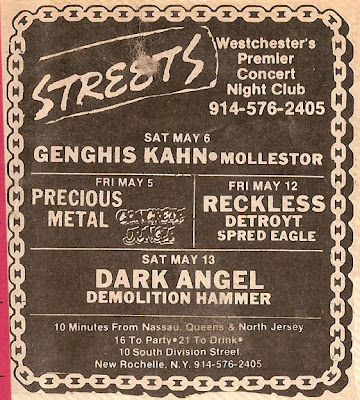 STREETS
Westchester's
Premier
Concert
Night Club
914-576-2405
SAT MAY 6
GENGHIS KAHN • MOLLESTOR
FRI MAY 5
PRECIOUS
METAL
CONCRETE
JUNGLE
FRI MAY 12
RECKLESS
DETROYT
SPRED EAGLE
SAT MAY 13
DARK ANGEL
DEMOLITION HAMMER
10 Minutes From Nassau, Queens & North Jersey
16 To Party • 21 To Drink •
10 South Division Street
New Rochelle, N.Y. 914-576-2405